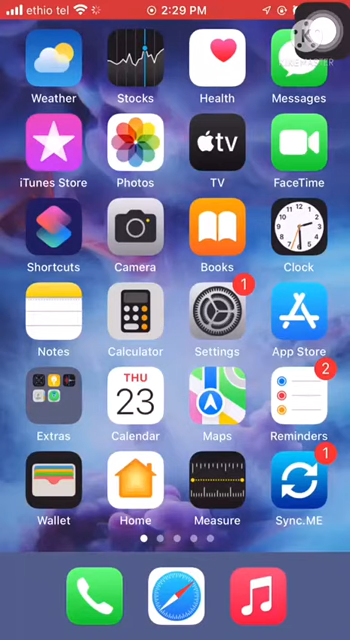 ethio tel 2:29 PM
Weather Stocks Health Messages
tv
iTunes Store Photos TV FaceTime
Shortcuts Camera Books Clock
1
Notes Calculator Settings App Store
THU
23
2
Extras Calendar Maps Reminders
1
Wallet Home Measure Sync.ME